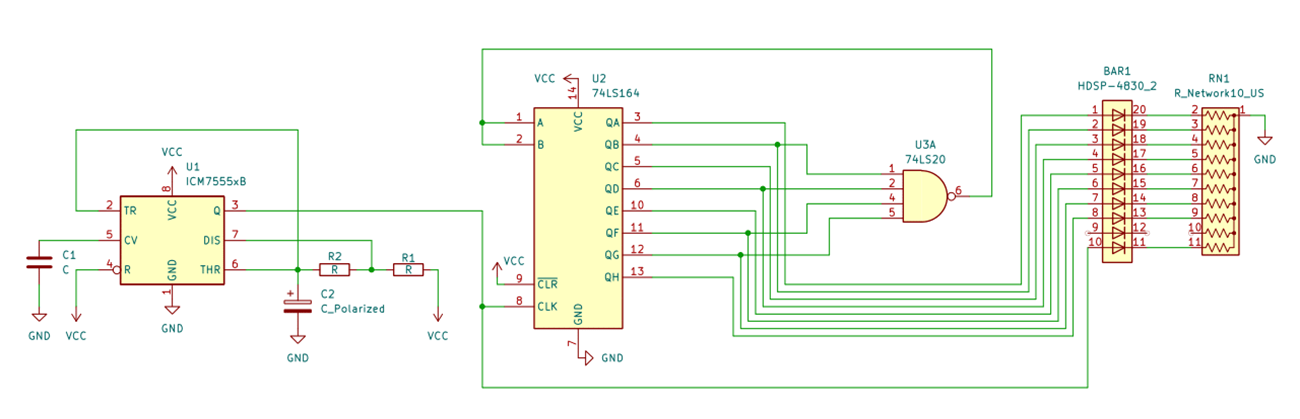 VCC
U1
ICM7555xB
8
VCC
2
TR
Q
3
5
CV
DIS
7
4
R
GND
THR
6
1
GND
C1
C
GND
VCC
R2
R
R1
R
C2
C_Polarized
+
GND
VCC
VCC
U2
74LS164
14
VCC
1
A
QA
3
2
B
QB
4
QC
5
QD
6
QE
10
QF
11
QG
12
QH
13
VCC
9
CLR
8
CLK
GND
7
GND
U3A
74LS20
1
2
4
5
6
BAR1
HDSP-4830_2
1
20
2
19
3
18
4
17
5
16
6
15
7
14
8
13
9
12
10
11
RN1
R_Network10_US
2
1
3
4
5
6
7
8
9
10
11
GND